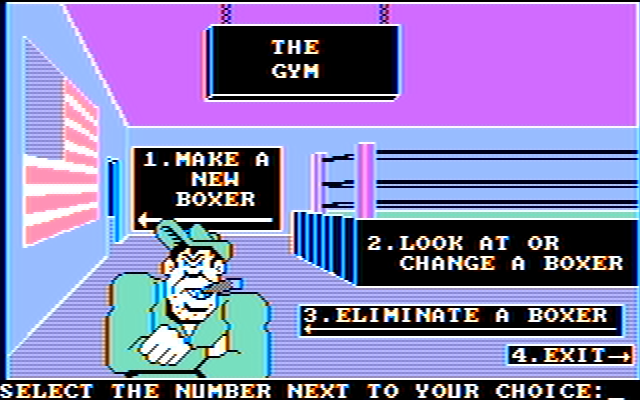 THE
GYM
1.MAKE A
NEW
BOXER
2.LOOK AT OR
CHANGE A BOXER
3.ELIMINATE A BOXER
4.EXIT→
SELECT THE NUMBER NEXT TO YOUR CHOICE:_